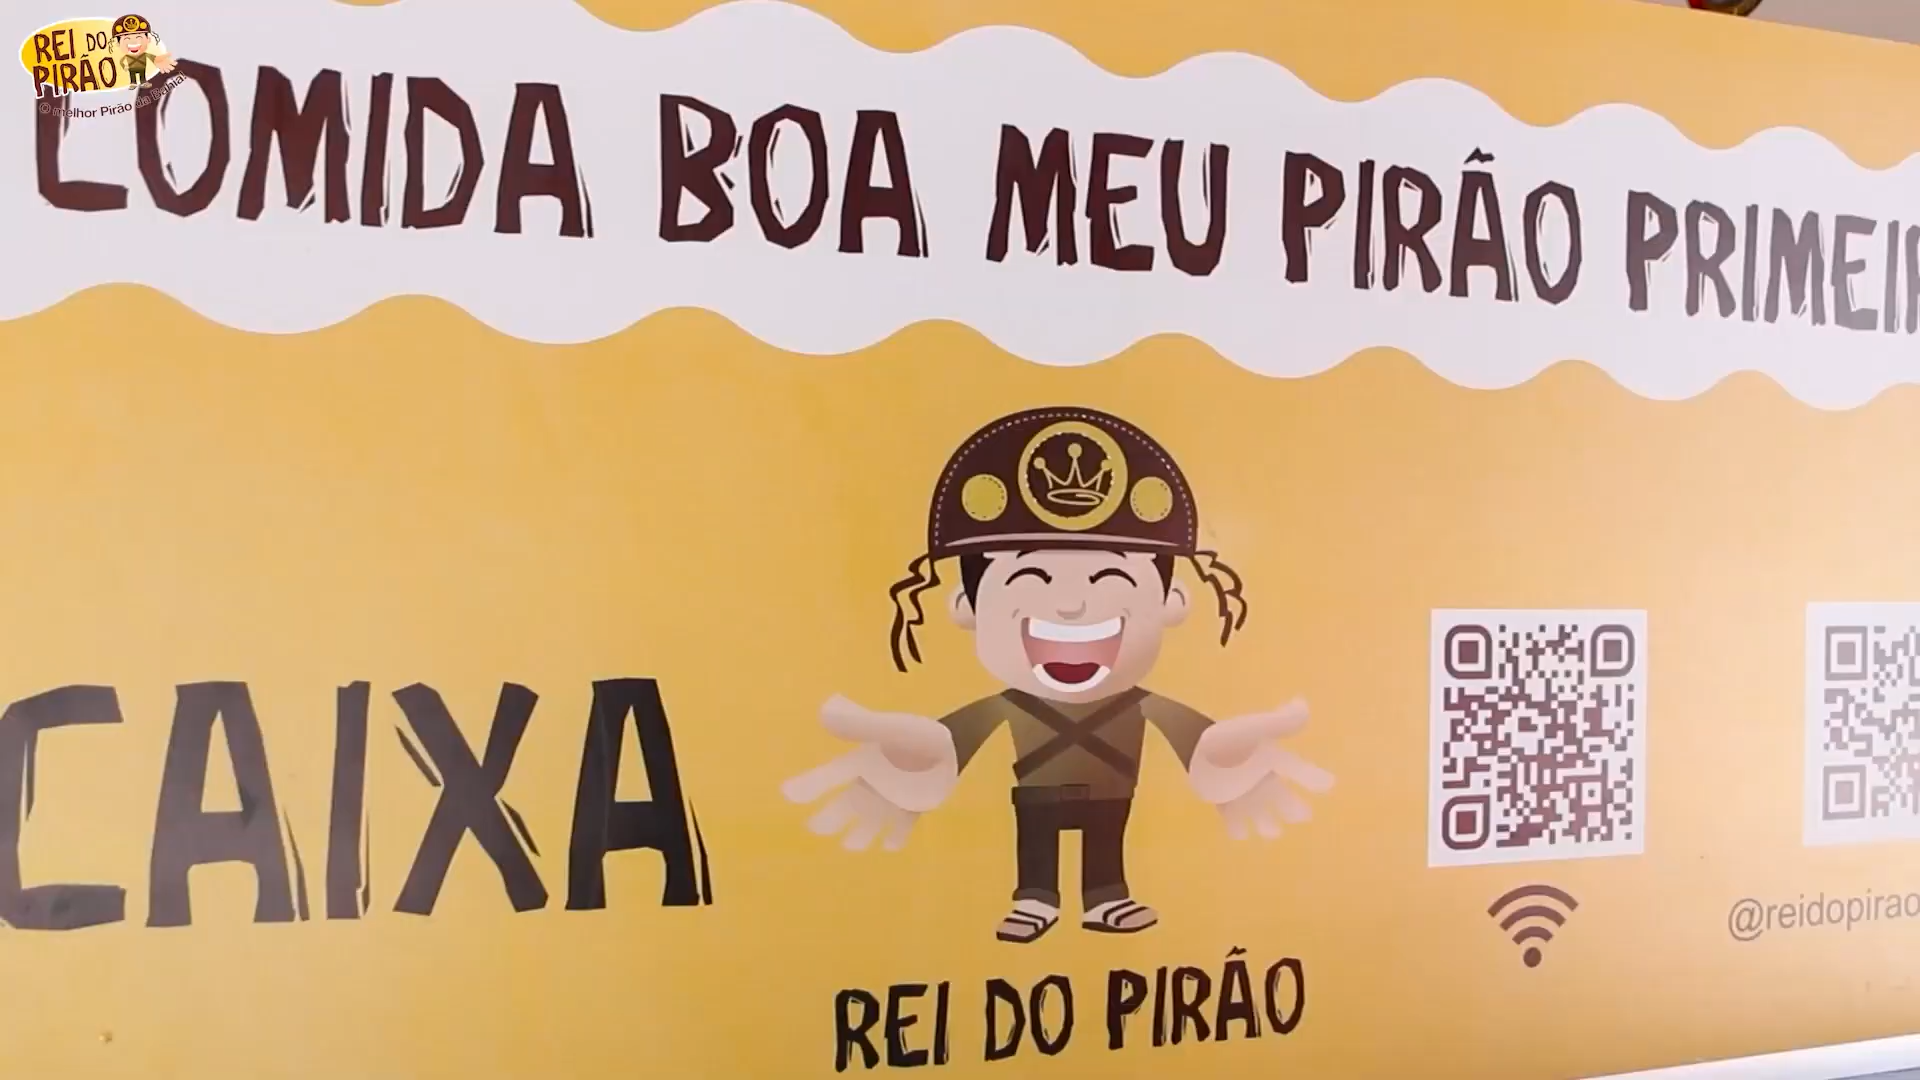 REI DO
PIRÃO
O melhor Pirão da Bahia!
COMIDA BOA MEU PIRÃO PRIMEIR
CAIXA
REI DO PIRÃO
@reidopirao